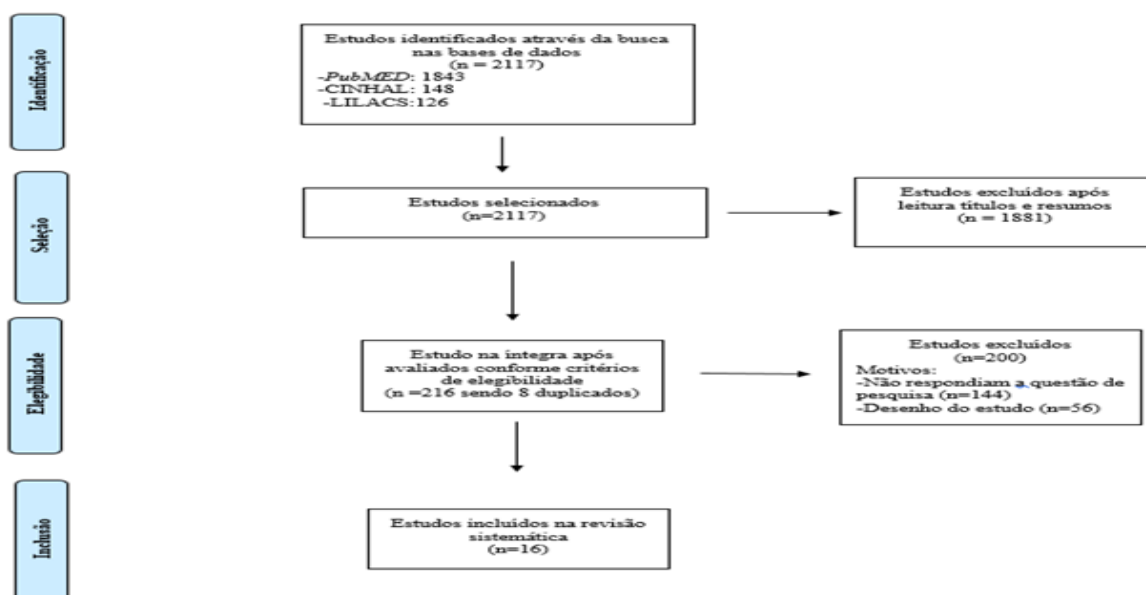 Identificação
Estudos identificados através da busca
nas bases de dados
(n = 2117)
-PubMED: 1843
-CINHAL: 148
-LILACS:126
Seleção
Estudos selecionados
(n=2117)
Estudos excluídos após
leitura títulos e resumos
(n = 1881)
Elegibilidade
Estudo na íntegra após
avaliados conforme critérios
de elegibilidade
(n =216 sendo 8 duplicados)
Estudos excluídos
(n=200)
Motivos:
-Não respondiam a questão de
pesquisa (n=144)
-Desenho do estudo (n=56)
Inclusão
Estudos incluídos na revisão
sistemática
(n=16)